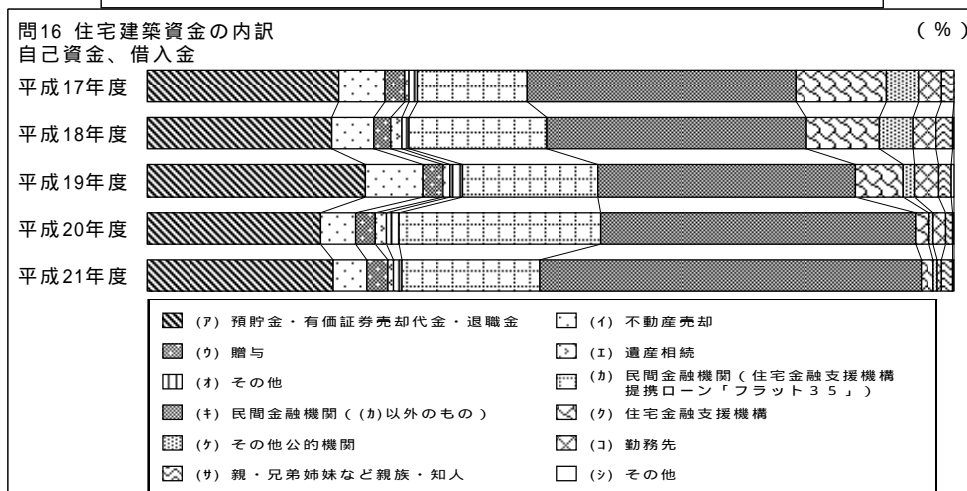 問16 住宅建築資金の内訳 (%)
自己資金、借入金
平成17年度
平成18年度
平成19年度
平成20年度
平成21年度
(ア) 預貯金・有価証券売却代金・退職金
(イ) 不動産売却
(ウ) 贈与
(エ) 遺産相続
(オ) その他
(カ) 民間金融機関(住宅金融支援機構
提携ローン「フラット35」)
(キ) 民間金融機関((カ)以外のもの)
(ク) 住宅金融支援機構
(ケ) その他公的機関
(コ) 勤務先
(サ) 親・兄弟姉妹など親族・知人
(シ) その他